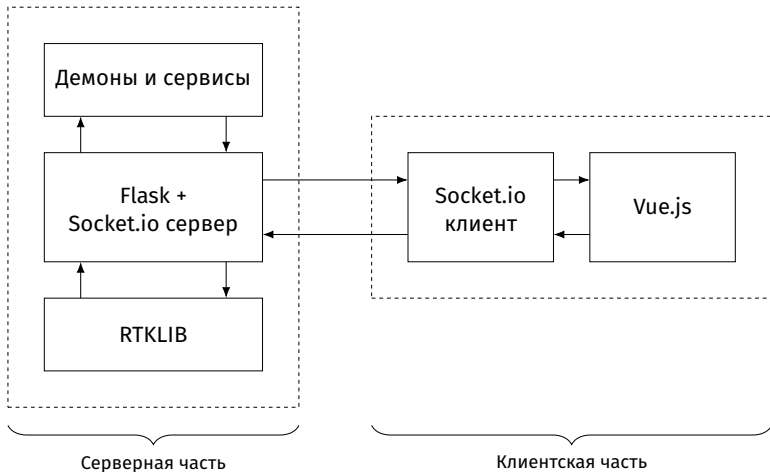 Демоны и сервисы
Flask +
Socket.io сервер
RTKLIB
Socket.io
клиент
Vue.js
Серверная часть
Клиентская часть